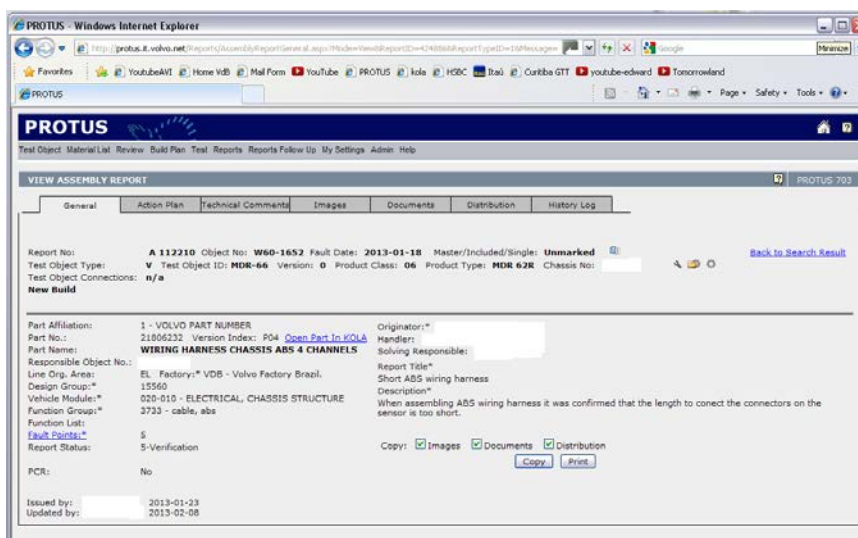 PROTUS - Windows Internet Explorer
Google
Minimize
Favorites YoutubeAVI Home VdB Mail Form YouTube PROTUS kola HSBC Itaú Curitiba GTT youtube-edward Tomorrowland
PROTUS
Page Safety Tools
PROTUS
Test Object Material List Review Build Plan Test Reports Reports Follow Up My Settings Admin Help
VIEW ASSEMBLY REPORT PROTUS 703
General Action Plan Technical Comments Images Documents Distribution History Log
Report No: A 112210 Object No: W60-1652 Fault Date: 2013-01-18 Master/Included/Single: Unmarked Back to Search Result
Test Object Type: V Test Object ID: MDR-66 Version: 0 Product Class: 06 Product Type: MDR 62R Chassis No:
Test Object Connections: n/a
New Build
Part Affiliation: 1 - VOLVO PART NUMBER
Part No.: 21806232 Version Index: P04 Open Part In KOLA
Part Name: WIRING HARNESS CHASSIS ABS 4 CHANNELS
Responsible Object No.:
Line Org. Area: EL Factory:* VDB - Volvo Factory Brazil.
Design Group:* 15560
Vehicle Module:* 020-010 - ELECTRICAL, CHASSIS STRUCTURE
Function Group:* 3733 - cable, abs
Function List:
Fault Points:* 5
Report Status: 5-Verification
PCR: No
Issued by: 2013-01-23
Updated by: 2013-02-08
Originator:*
Handler:
Solving Responsible:
Report Title*
Short ABS wiring harness
Description*
When assembling ABS wiring harness it was confirmed that the length to conect the connectors on the
sensor is too short.
Copy: Images Documents Distribution
Copy Print